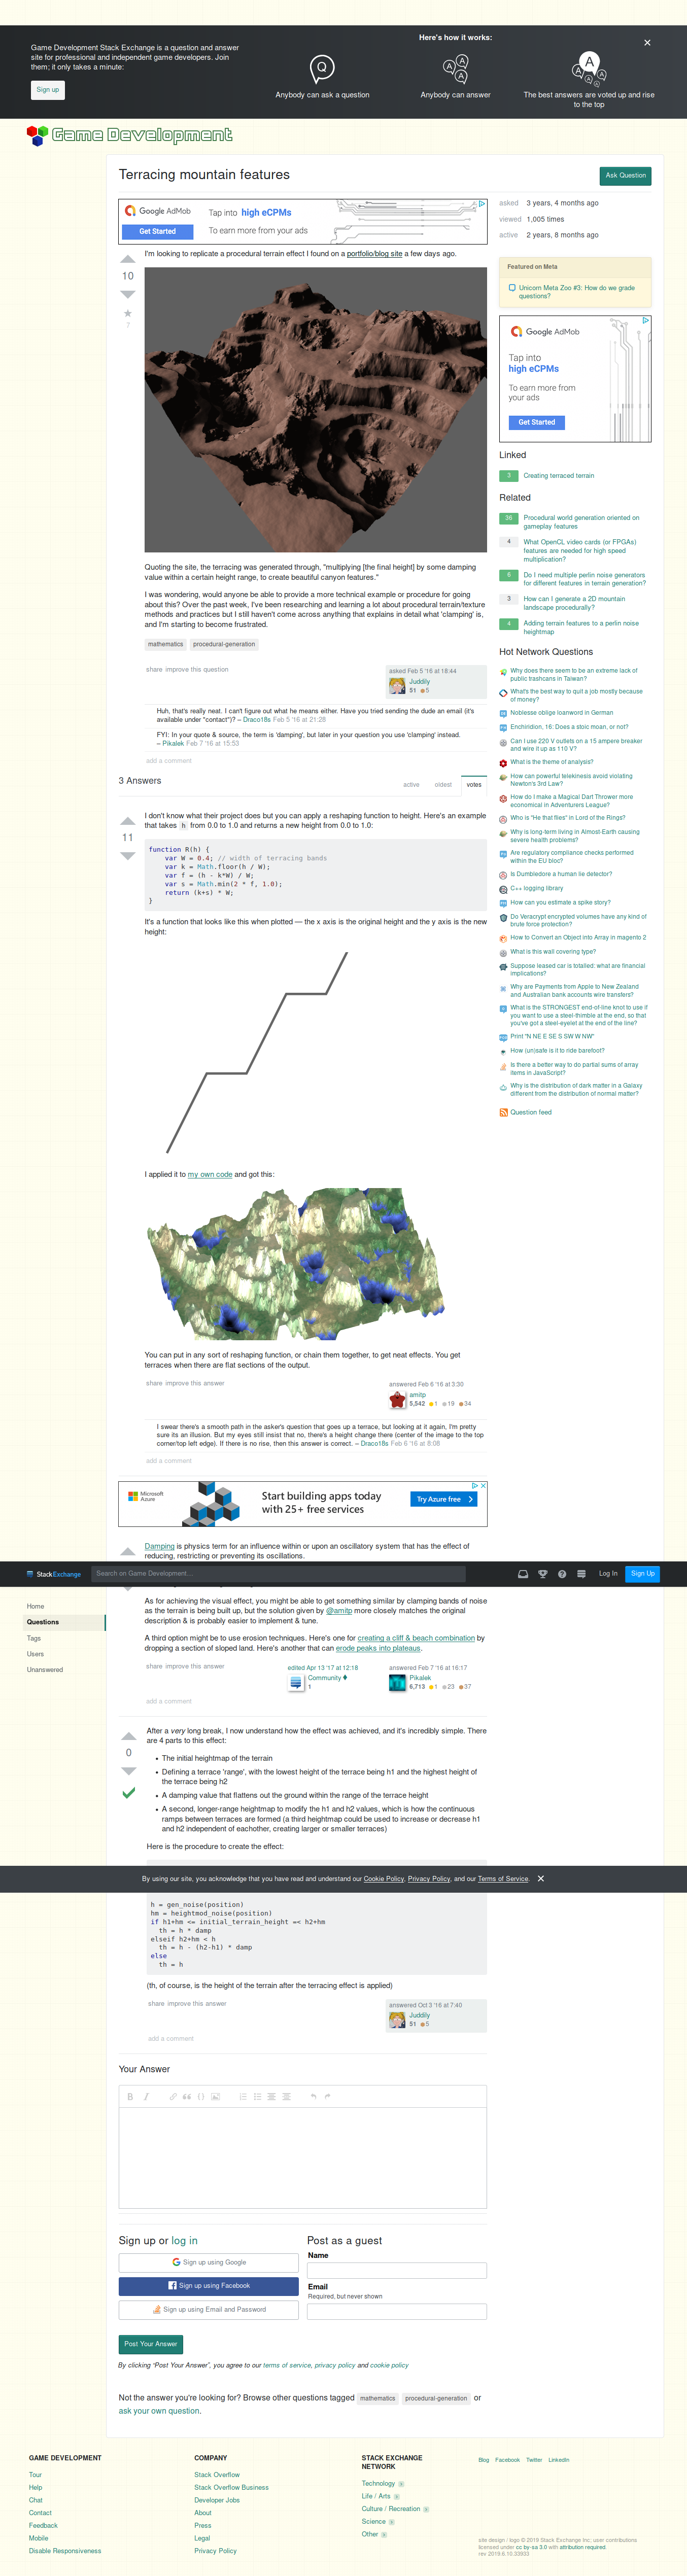 Game Development Stack Exchange is a question and answer
site for professional and independent game developers. Join
them; it only takes a minute:
Sign up
Here's how it works:
Anybody can ask a question
Anybody can answer
The best answers are voted up and rise
to the top
Game Development
Terracing mountain features
Ask Question
Google AdMob
Get Started
Tap into high eCPMs
To earn more from your ads
10
7
I'm looking to replicate a procedural terrain effect I found on a portfolio/blog site a few days ago.
Quoting the site, the terracing was generated through, "multiplying [the final height] by some damping
value within a certain height range, to create beautiful canyon features."
I was wondering, would anyone be able to provide a more technical example or procedure for going
about this? Over the past week, I've been researching and learning a lot about procedural terrain/texture
methods and practices but I still haven't come across anything that explains in detail what 'clamping' is,
and I'm starting to become frustrated.
mathematics procedural-generation
share improve this question
asked Feb 5 '16 at 18:44
Juddily
51 5
Huh, that's really neat. I can't figure out what he means either. Have you tried sending the dude an email (it's
available under "contact")? – Draco18s Feb 5 '16 at 21:28
FYI: In your quote & source, the term is 'damping', but later in your question you use 'clamping' instead.
– Pikalek Feb 7 '16 at 15:53
add a comment
3 Answers
active oldest votes
11
I don't know what their project does but you can apply a reshaping function to height. Here's an example
that takes h from 0.0 to 1.0 and returns a new height from 0.0 to 1.0:
function R(h) {
var W = 0.4; // width of terracing bands
var k = Math.floor(h / W);
var f = (h - k*W) / W;
var s = Math.min(2 * f, 1.0);
return (k+s) * W;
}
It's a function that looks like this when plotted — the x axis is the original height and the y axis is the new
height:
I applied it to my own code and got this:
You can put in any sort of reshaping function, or chain them together, to get neat effects. You get
terraces when there are flat sections of the output.
share improve this answer
answered Feb 6 '16 at 3:30
amitp
5,542 1 19 34
I swear there's a smooth path in the asker's question that goes up a terrace, but looking at it again, I'm pretty
sure its an illusion. But my eyes still insist that no, there's a height change there (center of the image to the top
corner/top left edge). If there is no rise, then this answer is correct. – Draco18s Feb 6 '16 at 8:08
add a comment
Microsoft
Azure
Start building apps today
with 25+ free services
Try Azure free
Damping is physics term for an influence within or upon an oscillatory system that has the effect of
reducing, restricting or preventing its oscillations.
StackExchange
Search on Game Development…
Log In
Sign Up
Home
Questions
Tags
Users
Unanswered
As for achieving the visual effect, you might be able to get something similar by clamping bands of noise
as the terrain is being built up, but the solution given by @amitp more closely matches the original
description & is probably easier to implement & tune.
A third option might be to use erosion techniques. Here's one for creating a cliff & beach combination by
dropping a section of sloped land. Here's another that can erode peaks into plateaus.
share improve this answer
edited Apr 13 '17 at 12:18
Community ♦
1
answered Feb 7 '16 at 16:17
Pikalek
6,713 1 23 37
add a comment
0
After a very long break, I now understand how the effect was achieved, and it's incredibly simple. There
are 4 parts to this effect:
• The initial heightmap of the terrain
• Defining a terrace 'range', with the lowest height of the terrace being h1 and the highest height of
the terrace being h2
• A damping value that flattens out the ground within the range of the terrace height
• A second, longer-range heightmap to modify the h1 and h2 values, which is how the continuous
ramps between terraces are formed (a third heightmap could be used to increase or decrease h1
and h2 independent of eachother, creating larger or smaller terraces)
Here is the procedure to create the effect:
By using our site, you acknowledge that you have read and understand our Cookie Policy, Privacy Policy, and our Terms of Service.
h = gen_noise(position)
hm = heightmod_noise(position)
if h1+hm <= initial_terrain_height =< h2+hm
th = h * damp
elseif h2+hm < h
th = h - (h2-h1) * damp
else
th = h
(th, of course, is the height of the terrain after the terracing effect is applied)
share improve this answer
answered Oct 3 '16 at 7:40
Juddily
51 5
add a comment
Your Answer
Sign up or log in
Sign up using Google
Sign up using Facebook
Sign up using Email and Password
Post as a guest
Name
Email
Required, but never shown
Post Your Answer
By clicking "Post Your Answer", you agree to our terms of service, privacy policy and cookie policy
Not the answer you're looking for? Browse other questions tagged mathematics procedural-generation or
ask your own question.
asked 3 years, 4 months ago
viewed 1,005 times
active 2 years, 8 months ago
Featured on Meta
Unicorn Meta Zoo #3: How do we grade
questions?
Google AdMob
Tap into
high eCPMs
To earn more from
your ads
Get Started
Linked
3 Creating terraced terrain
Related
36 Procedural world generation oriented on
gameplay features
4 What OpenCL video cards (or FPGAs)
features are needed for high speed
multiplication?
6 Do I need multiple perlin noise generators
for different features in terrain generation?
3 How can I generate a 2D mountain
landscape procedurally?
4 Adding terrain features to a perlin noise
heightmap
Hot Network Questions
Why does there seem to be an extreme lack of
public trashcans in Taiwan?
What's the best way to quit a job mostly because
of money?
Noblesse oblige loanword in German
Enchiridion, 16: Does a stoic moan, or not?
Can I use 220 V outlets on a 15 ampere breaker
and wire it up as 110 V?
What is the theme of analysis?
How can powerful telekinesis avoid violating
Newton's 3rd Law?
How do I make a Magical Dart Thrower more
economical in Adventurers League?
Who is "He that flies" in Lord of the Rings?
Why is long-term living in Almost-Earth causing
severe health problems?
Are regulatory compliance checks performed
within the EU bloc?
Is Dumbledore a human lie detector?
C++ logging library
How can you estimate a spike story?
Do Veracrypt encrypted volumes have any kind of
brute force protection?
How to Convert an Object into Array in magento 2
What is this wall covering type?
Suppose leased car is totalled: what are financial
implications?
Why are Payments from Apple to New Zealand
and Australian bank accounts wire transfers?
What is the STRONGEST end-of-line knot to use if
you want to use a steel-thimble at the end, so that
you've got a steel-eyelet at the end of the line?
Print "N NE E SE S SW W NW"
How (un)safe is it to ride barefoot?
Is there a better way to do partial sums of array
items in JavaScript?
Why is the distribution of dark matter in a Galaxy
different from the distribution of normal matter?
Question feed
GAME DEVELOPMENT
Tour
Help
Chat
Contact
Feedback
Mobile
Disable Responsiveness
COMPANY
Stack Overflow
Stack Overflow Business
Developer Jobs
About
Press
Legal
Privacy Policy
STACK EXCHANGE
NETWORK
Technology
Life / Arts
Culture / Recreation
Science
Other
Blog Facebook Twitter LinkedIn
site design / logo © 2019 Stack Exchange Inc; user contributions
licensed under cc by-sa 3.0 with attribution required.
rev 2019.6.10.33933